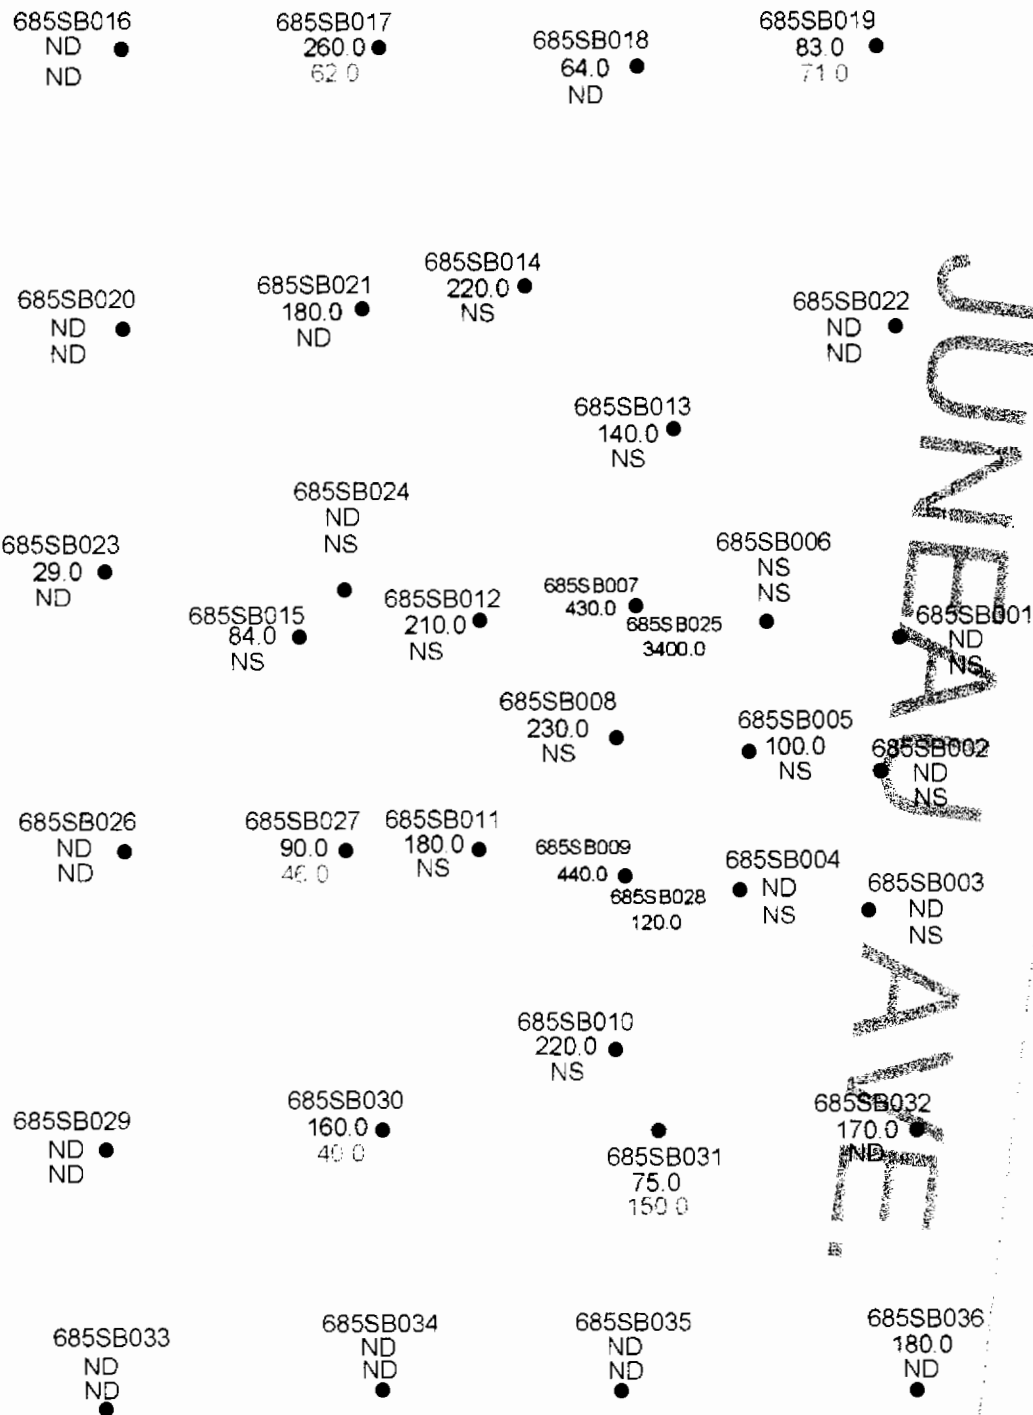 685SB016
ND
ND
685SB017
260.0
62.0
685SB018
64.0
ND
685SB019
83.0
71.0
685SB020
ND
ND
685SB021
180.0
ND
685SB014
220.0
NS
685SB022
ND
ND
685SB013
140.0
NS
685SB024
ND
NS
685SB023
29.0
ND
685SB015
84.0
NS
685SB012
210.0
NS
685SB007
430.0
685SB025
3400.0
685SB006
NS
NS
685SB001
ND
NS
685SB008
230.0
NS
685SB005
100.0
NS
685SB002
ND
NS
685SB026
ND
ND
685SB027
90.0
46.0
685SB011
180.0
NS
685SB009
440.0
685SB028
120.0
685SB004
ND
NS
685SB003
ND
NS
685SB010
220.0
NS
685SB029
ND
ND
685SB030
160.0
40.0
685SB031
75.0
150.0
685SB032
170.0
ND
685SB033
ND
ND
685SB034
ND
ND
685SB035
ND
ND
685SB036
180.0
ND
JUNEAU AVE.